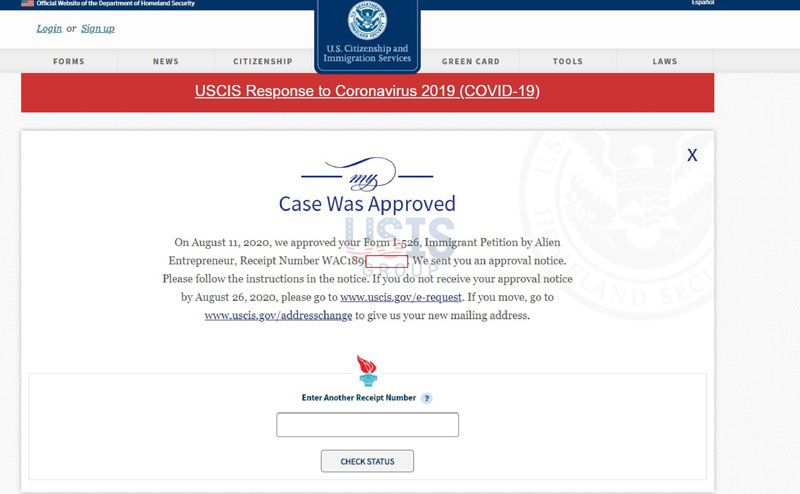 Official Website of the Department of Homeland Security
Español
Login or Sign up
U.S. Citizenship and
Immigration Services
FORMS NEWS CITIZENSHIP GREEN CARD TOOLS LAWS
USCIS Response to Coronavirus 2019 (COVID-19)
X
my
Case Was Approved
USIS
GROUP
On August 11, 2020, we approved your Form I-526, Immigrant Petition by Alien
Entrepreneur, Receipt Number WAC189 . We sent you an approval notice.
Please follow the instructions in the notice. If you do not receive your approval notice
by August 26, 2020, please go to www.uscis.gov/e-request. If you move, go to
www.uscis.gov/addresschange to give us your new mailing address.
Enter Another Receipt Number ?
CHECK STATUS